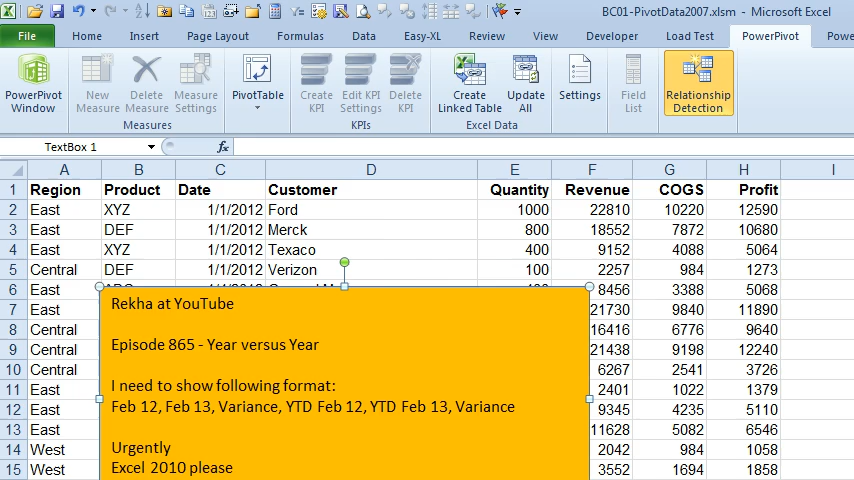 BC01-PivotData2007.xlsm - Microsoft Excel
File Home Insert Page Layout Formulas Data Easy-XL Review View Developer Load Test PowerPivot Powe
PowerPivot Window
New Measure
Delete Measure
Measure Settings
PivotTable
Create KPI
Edit KPI Settings
Delete KPI
Create Linked Table
Update All
Settings
Field List
Relationship Detection
Measures KPIs Excel Data
TextBox 1 fx
A B C D E F G H I
1 Region Product Date Customer Quantity Revenue COGS Profit
2 East XYZ 1/1/2012 Ford 1000 22810 10220 12590
3 East DEF 1/1/2012 Merck 800 18552 7872 10680
4 East XYZ 1/1/2012 Texaco 400 9152 4088 5064
5 Central DEF 1/1/2012 Verizon 100 2257 984 1273
6 East 8456 3388 5068
7 East 21730 9840 11890
8 Central 16416 6776 9640
9 Central 21438 9198 12240
10 Central 6267 2541 3726
11 East 2401 1022 1379
12 East 9345 4235 5110
13 East 11628 5082 6546
14 West 2042 984 1058
15 West 3552 1694 1858
Rekha at YouTube
Episode 865 - Year versus Year
I need to show following format:
Feb 12, Feb 13, Variance, YTD Feb 12, YTD Feb 13, Variance
Urgently
Excel 2010 please